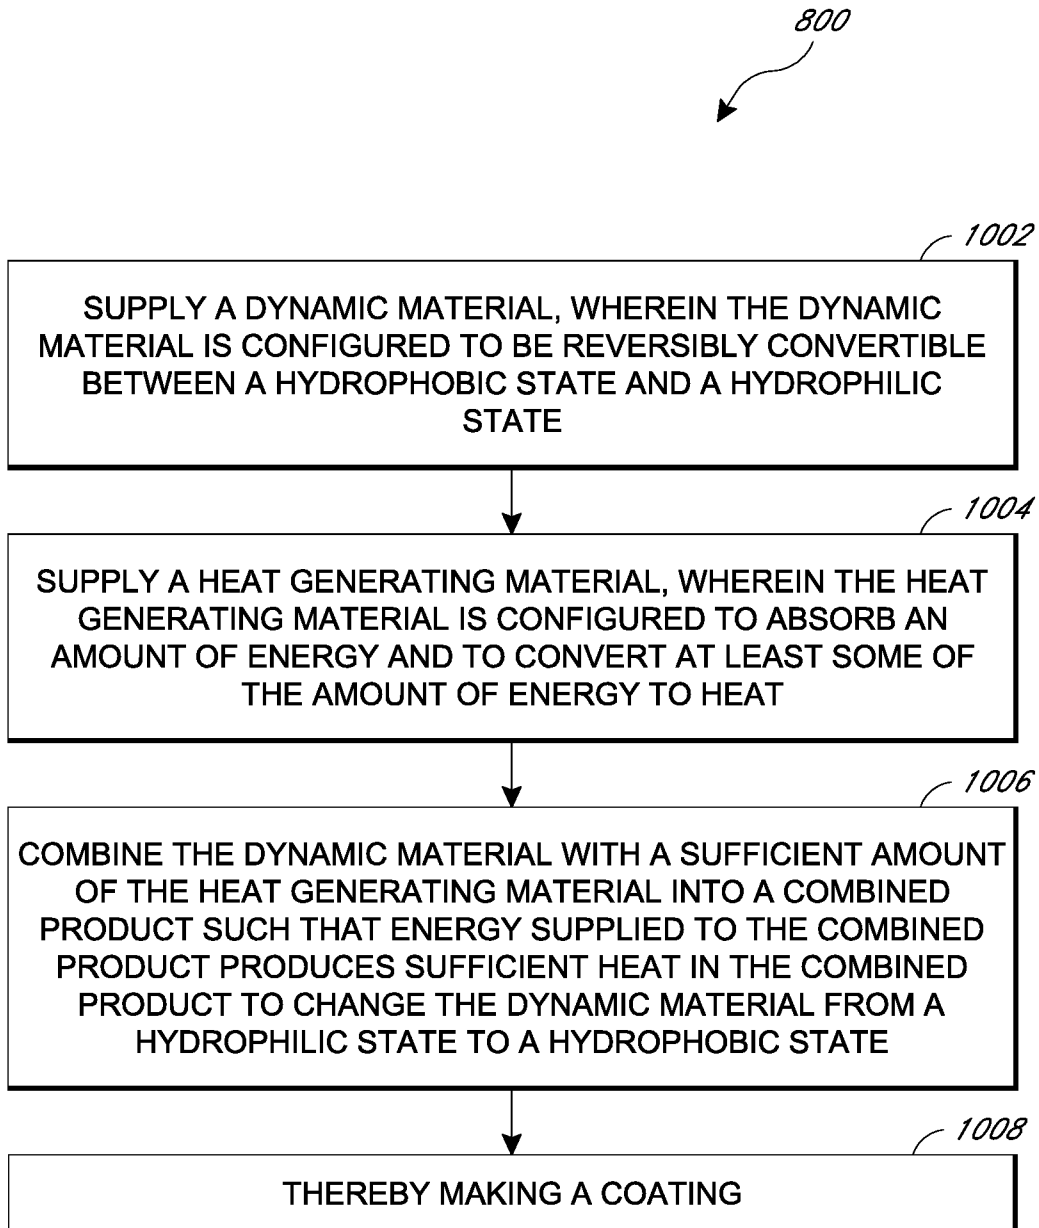 800
1002
SUPPLY A DYNAMIC MATERIAL, WHEREIN THE DYNAMIC
MATERIAL IS CONFIGURED TO BE REVERSIBLY CONVERTIBLE
BETWEEN A HYDROPHOBIC STATE AND A HYDROPHILIC
STATE
1004
SUPPLY A HEAT GENERATING MATERIAL, WHEREIN THE HEAT
GENERATING MATERIAL IS CONFIGURED TO ABSORB AN
AMOUNT OF ENERGY AND TO CONVERT AT LEAST SOME OF
THE AMOUNT OF ENERGY TO HEAT
1006
COMBINE THE DYNAMIC MATERIAL WITH A SUFFICIENT AMOUNT
OF THE HEAT GENERATING MATERIAL INTO A COMBINED
PRODUCT SUCH THAT ENERGY SUPPLIED TO THE COMBINED
PRODUCT PRODUCES SUFFICIENT HEAT IN THE COMBINED
PRODUCT TO CHANGE THE DYNAMIC MATERIAL FROM A
HYDROPHILIC STATE TO A HYDROPHOBIC STATE
1008
THEREBY MAKING A COATING